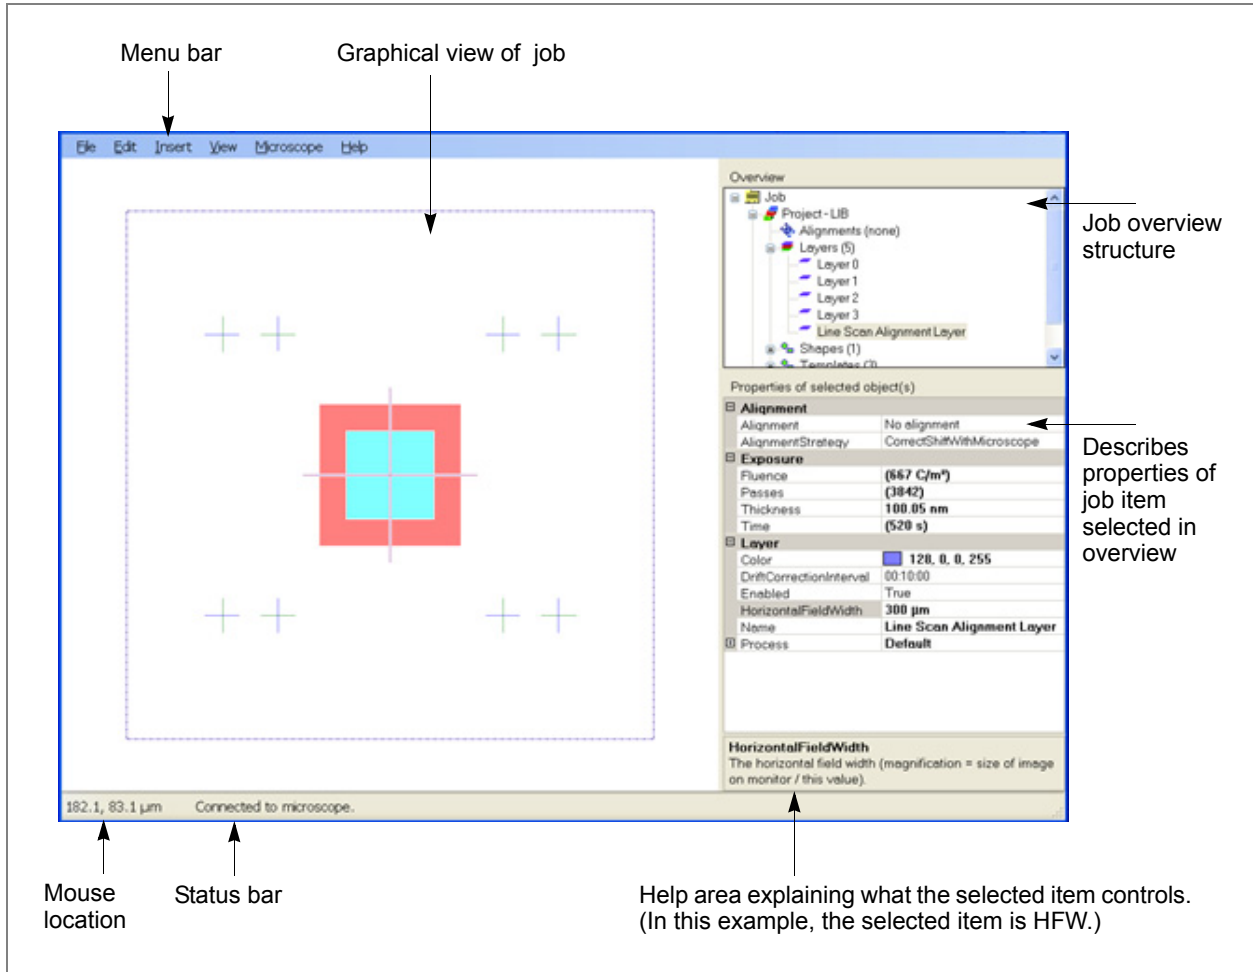 Menu bar
Graphical view of  job
File Edit Insert View Microscope Help
Overview
Job
Project - LIB
Alignments (none)
Layers (5)
Layer 0
Layer 1
Layer 2
Layer 3
Line Scan Alignment Layer
Shapes (1)
Templates (3)
Job overview
structure
Properties of selected object(s)
Alignment
Alignment No alignment
AlignmentStrategy CorrectShiftWithMicroscope
Exposure
Fluence (667 C/m²)
Passes (3842)
Thickness 100.05 nm
Time (520 s)
Layer
Color 128, 0, 0, 255
DriftCorrectionInterval 00:10:00
Enabled True
HorizontalFieldWidth 300 µm
Name Line Scan Alignment Layer
Process Default
Describes
properties of
job item
selected in
overview
HorizontalFieldWidth
The horizontal field width (magnification = size of image
on monitor / this value).
182.1, 83.1 µm Connected to microscope.
Mouse
location
Status bar
Help area explaining what the selected item controls.
(In this example, the selected item is HFW.)